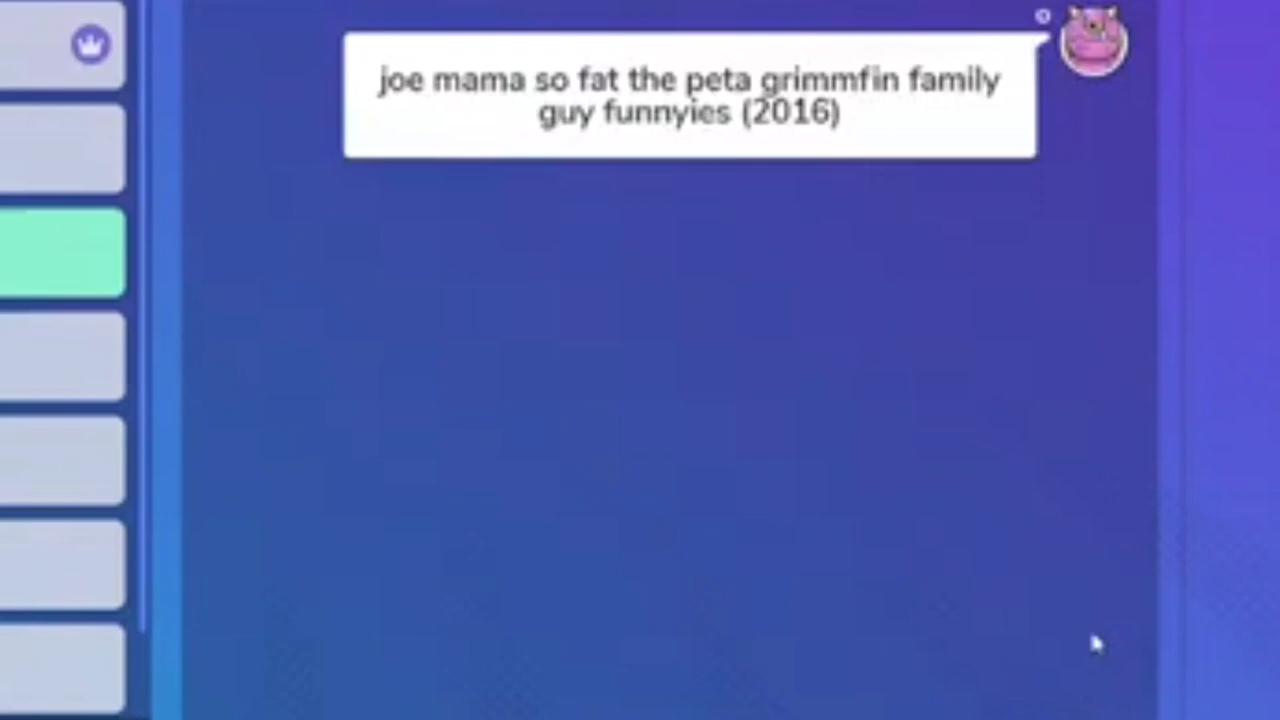 joe mama so fat the peta grimmfin family
guy funnyies (2016)